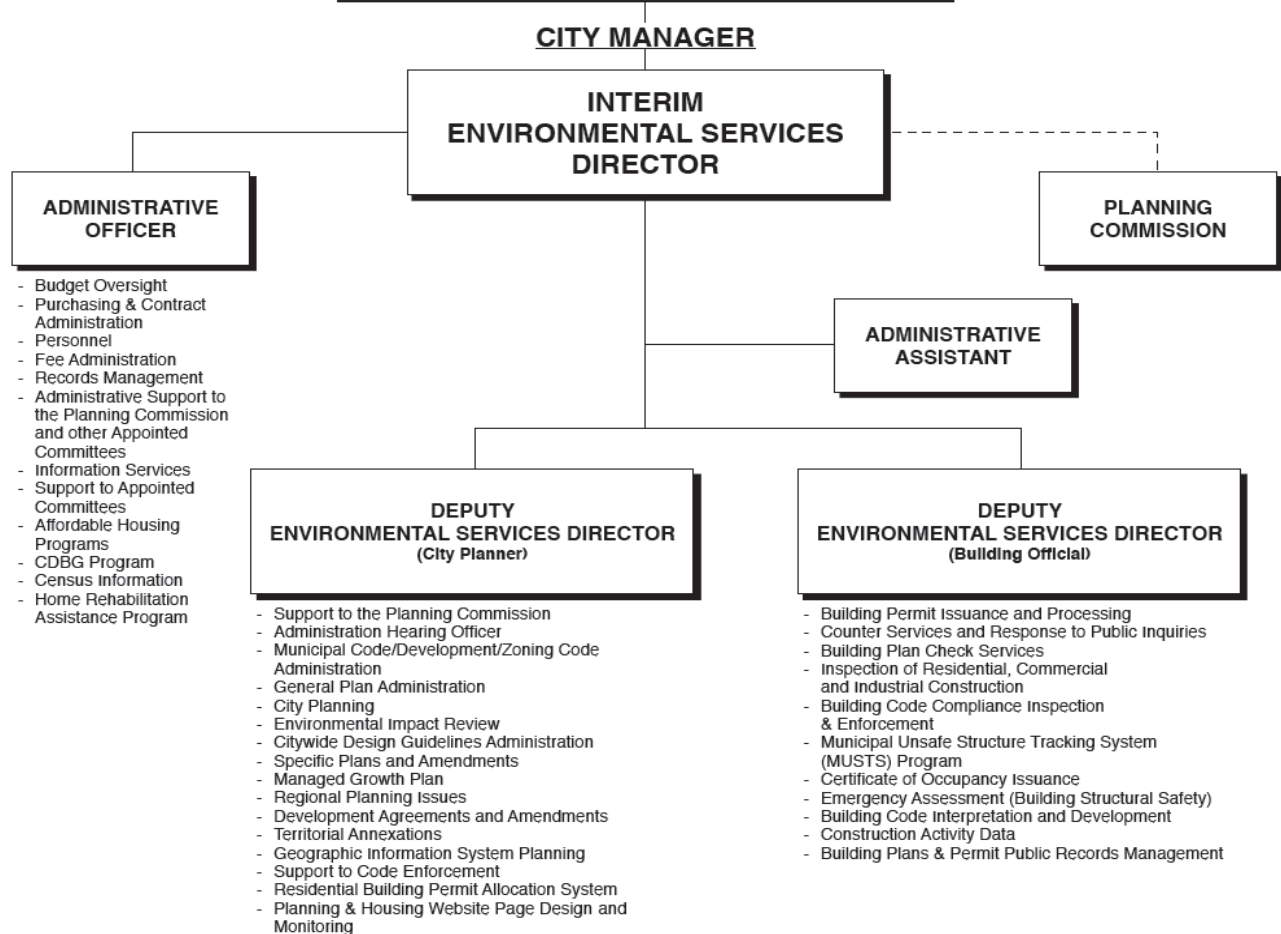 CITY MANAGER
INTERIM
ENVIRONMENTAL SERVICES
DIRECTOR
ADMINISTRATIVE
OFFICER
- Budget Oversight
- Purchasing & Contract
Administration
- Personnel
- Fee Administration
- Records Management
- Administrative Support to
the Planning Commission
and other Appointed
Committees
- Information Services
- Support to Appointed
Committees
- Affordable Housing
Programs
- CDBG Program
- Census Information
- Home Rehabilitation
Assistance Program
PLANNING
COMMISSION
ADMINISTRATIVE
ASSISTANT
DEPUTY
ENVIRONMENTAL SERVICES DIRECTOR
(City Planner)
- Support to the Planning Commission
- Administration Hearing Officer
- Municipal Code/Development/Zoning Code
Administration
- General Plan Administration
- City Planning
- Environmental Impact Review
- Citywide Design Guidelines Administration
- Specific Plans and Amendments
- Managed Growth Plan
- Regional Planning Issues
- Development Agreements and Amendments
- Territorial Annexations
- Geographic Information System Planning
- Support to Code Enforcement
- Residential Building Permit Allocation System
- Planning & Housing Website Page Design and
Monitoring
DEPUTY
ENVIRONMENTAL SERVICES DIRECTOR
(Building Official)
- Building Permit Issuance and Processing
- Counter Services and Response to Public Inquiries
- Building Plan Check Services
- Inspection of Residential, Commercial
and Industrial Construction
- Building Code Compliance Inspection
& Enforcement
- Municipal Unsafe Structure Tracking System
(MUSTS) Program
- Certificate of Occupancy Issuance
- Emergency Assessment (Building Structural Safety)
- Building Code Interpretation and Development
- Construction Activity Data
- Building Plans & Permit Public Records Management